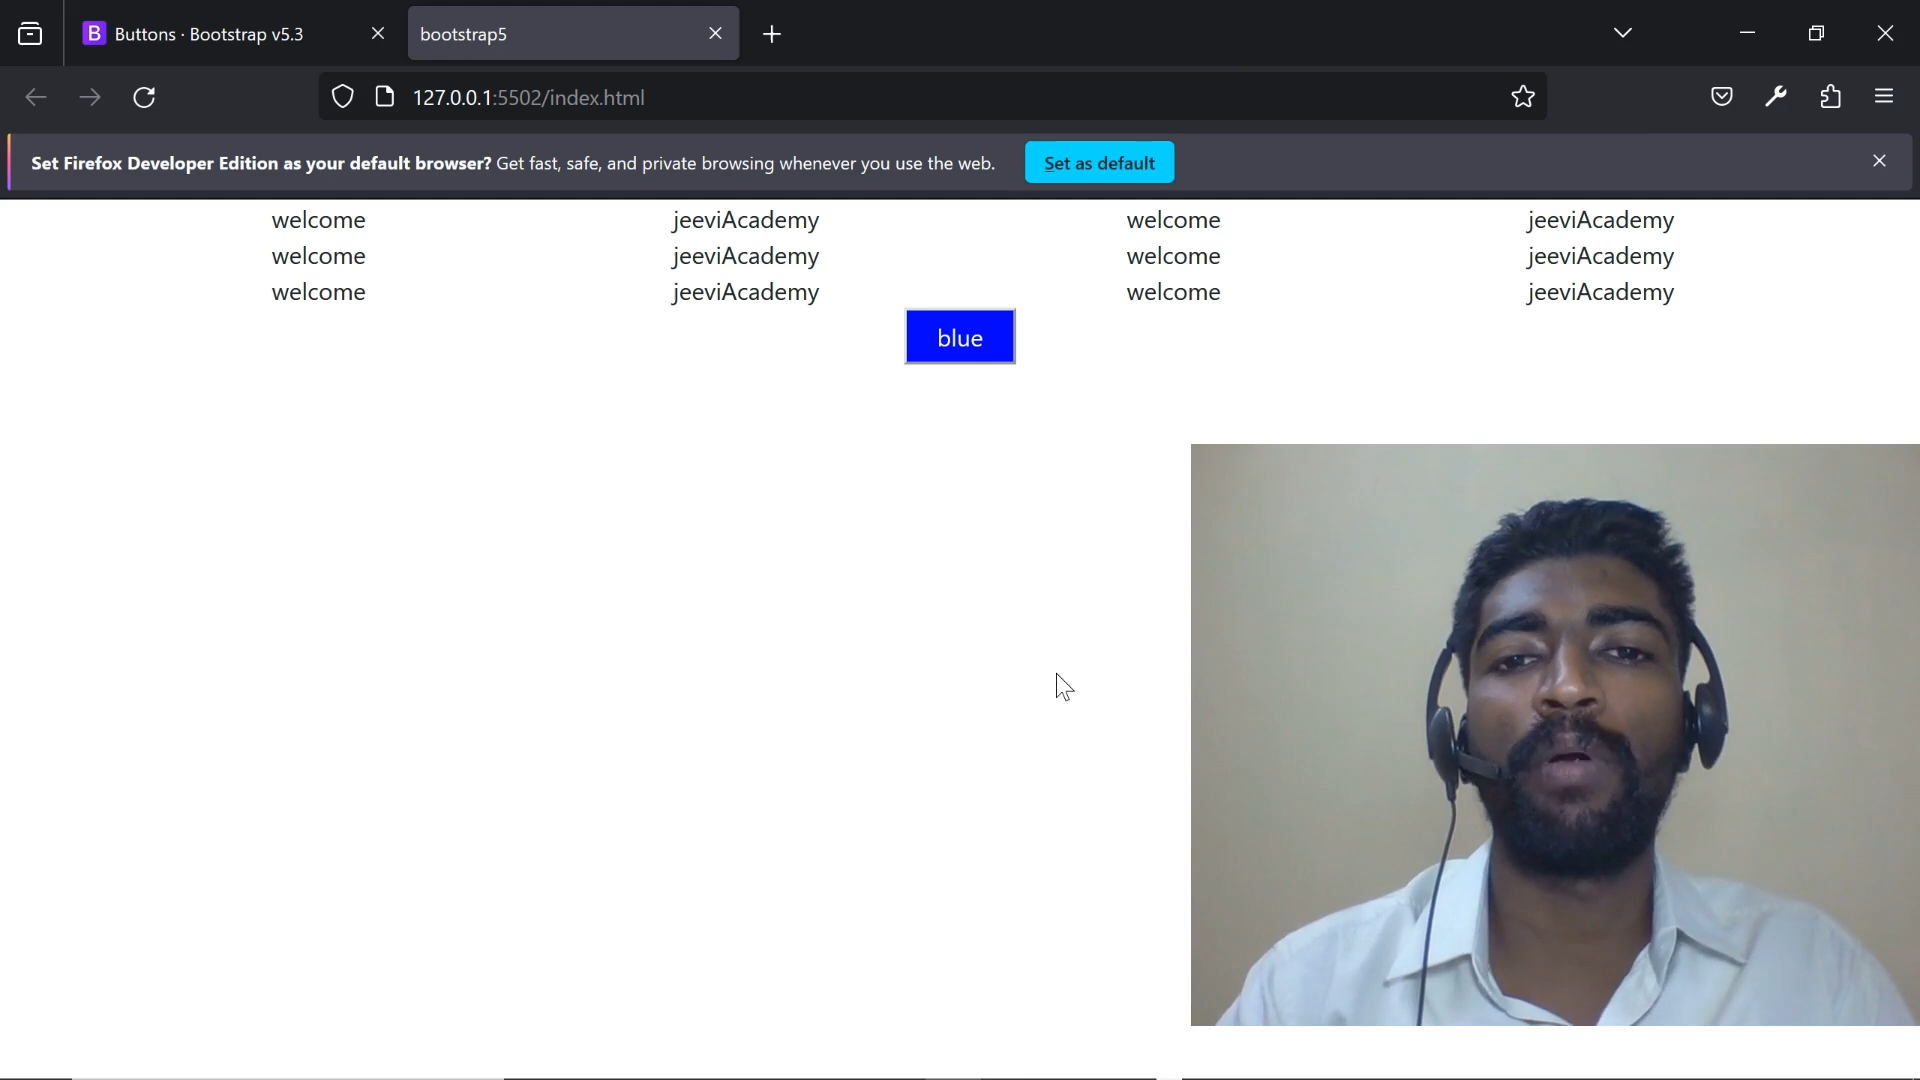 B Buttons · Bootstrap v5.3
bootstrap5
127.0.0.1:5502/index.html
Set Firefox Developer Edition as your default browser? Get fast, safe, and private browsing whenever you use the web. Set as default
welcome jeeviAcademy welcome jeeviAcademy
welcome jeeviAcademy welcome jeeviAcademy
welcome jeeviAcademy welcome jeeviAcademy
blue